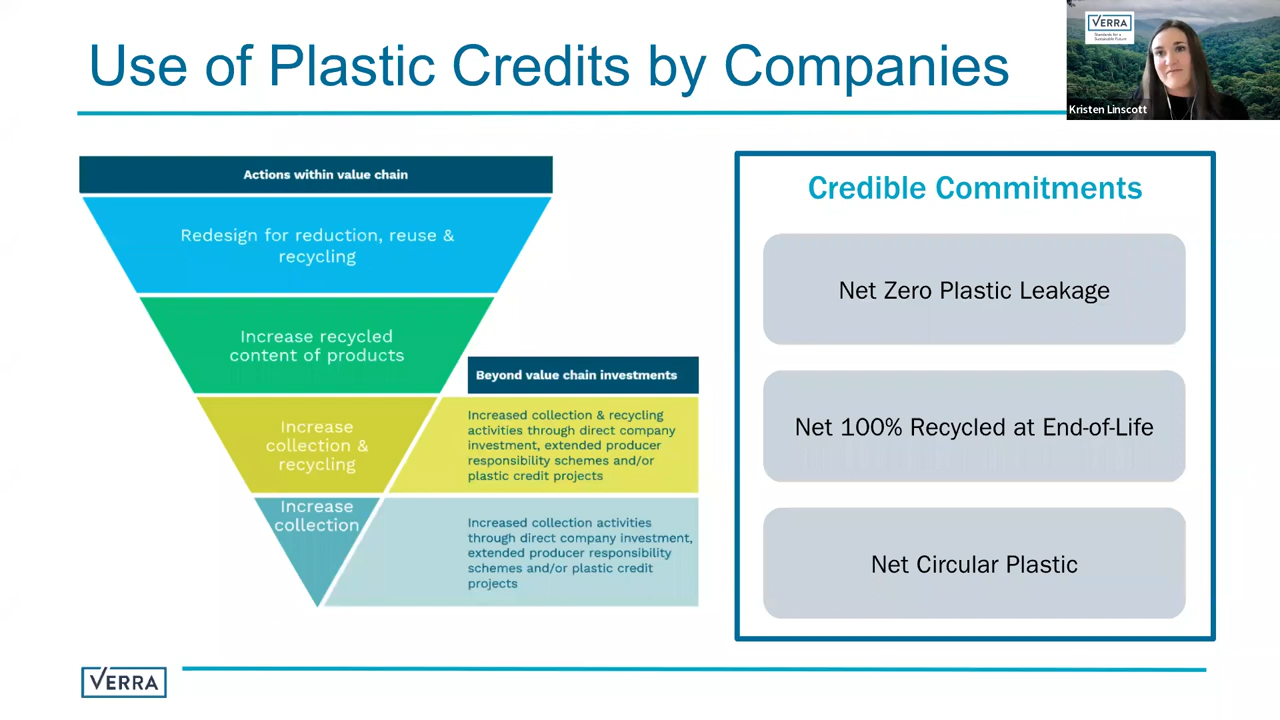 Use of Plastic Credits by Companies
VERRA
Standards for a
Sustainable Future
Kristen Linscott
Actions within value chain
Redesign for reduction, reuse &
recycling
Increase recycled
content of products
Beyond value chain investments
Increase
collection &
recycling
Increased collection & recycling
activities through direct company
investment, extended producer
responsibility schemes and/or
plastic credit projects
Increase
collection
Increased collection activities
through direct company investment,
extended producer responsibility
schemes and/or plastic credit
projects
Credible Commitments
Net Zero Plastic Leakage
Net 100% Recycled at End-of-Life
Net Circular Plastic
VERRA